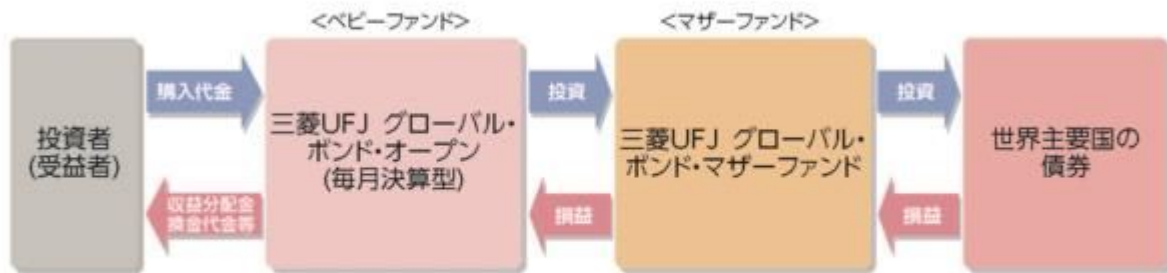 <ベビーファンド>
<マザーファンド>
投資者
(受益者)
購入代金
収益分配金
換金代金等
三菱UFJ グローバル・
ボンド・オープン
(毎月決算型)
投資
損益
三菱UFJ グローバル・
ボンド・マザーファンド
投資
損益
世界主要国の
債券